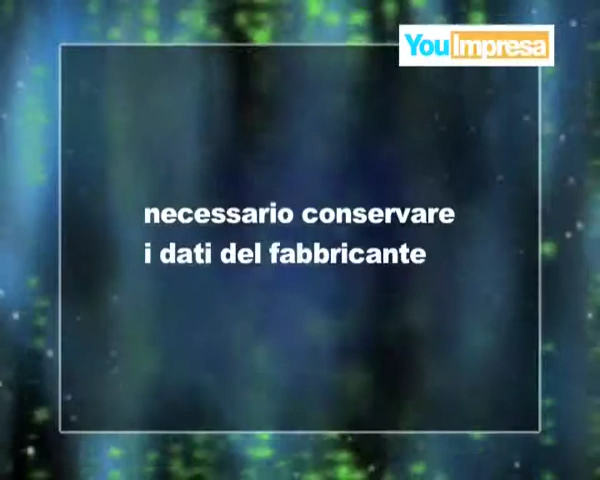 YouImpresa
necessario conservare
i dati del fabbricante